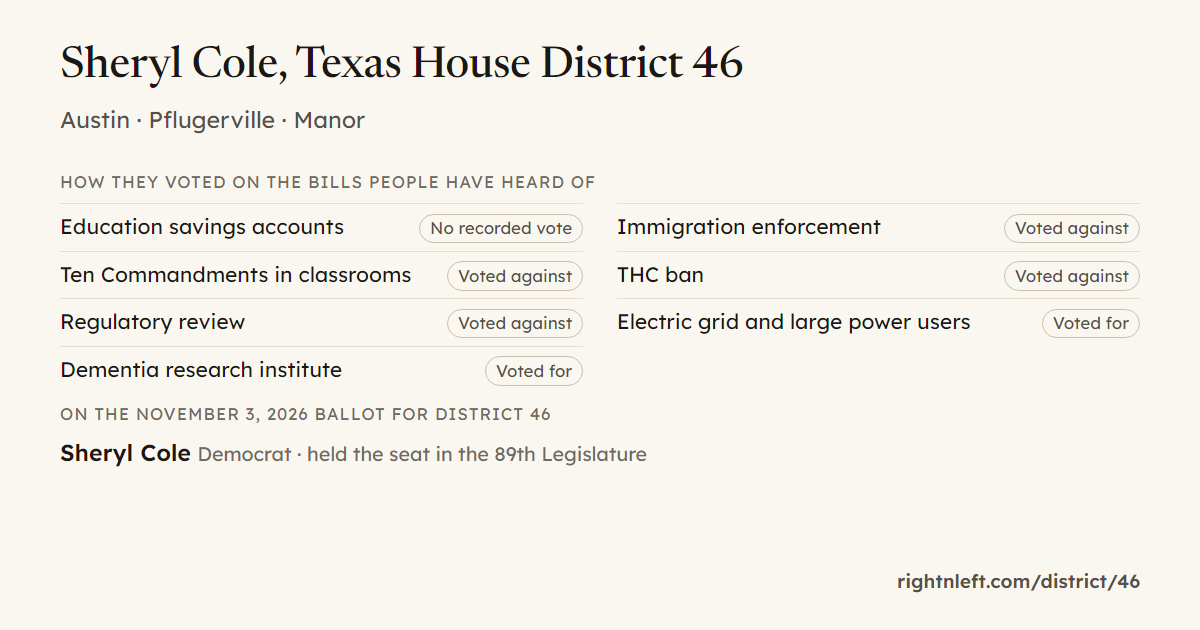 Sheryl Cole, Texas House District 46
Austin · Pflugerville · Manor
HOW THEY VOTED ON THE BILLS PEOPLE HAVE HEARD OF
Education savings accounts No recorded vote
Immigration enforcement Voted against
Ten Commandments in classrooms Voted against
THC ban Voted against
Regulatory review Voted against
Electric grid and large power users Voted for
Dementia research institute Voted for
ON THE NOVEMBER 3, 2026 BALLOT FOR DISTRICT 46
Sheryl Cole Democrat · held the seat in the 89th Legislature
rightnleft.com/district/46